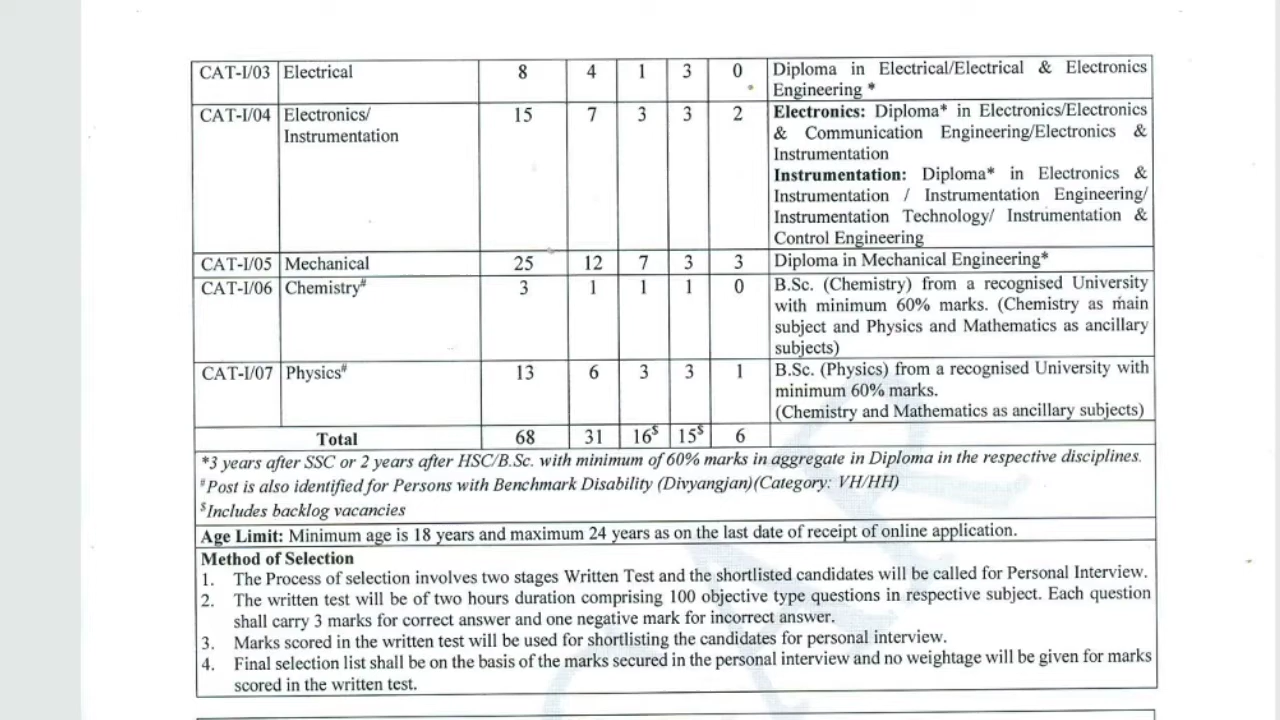 CAT-I/03 Electrical 8 4 1 3 0 Diploma in Electrical/Electrical & Electronics
Engineering *
CAT-I/04 Electronics/ 15 7 3 3 2 Electronics: Diploma* in Electronics/Electronics
Instrumentation & Communication Engineering/Electronics &
Instrumentation
Instrumentation: Diploma* in Electronics &
Instrumentation / Instrumentation Engineering/
Instrumentation Technology/ Instrumentation &
Control Engineering
CAT-I/05 Mechanical 25 12 7 3 3 Diploma in Mechanical Engineering*
CAT-I/06 Chemistry# 3 1 1 1 0 B.Sc. (Chemistry) from a recognised University
with minimum 60% marks. (Chemistry as main
subject and Physics and Mathematics as ancillary
subjects)
CAT-I/07 Physics# 13 6 3 3 1 B.Sc. (Physics) from a recognised University with
minimum 60% marks.
(Chemistry and Mathematics as ancillary subjects)
Total 68 31 16$ 15$ 6
*3 years after SSC or 2 years after HSC/B.Sc. with minimum of 60% marks in aggregate in Diploma in the respective disciplines.
#Post is also identified for Persons with Benchmark Disability (Divyangjan)(Category: VH/HH)
$Includes backlog vacancies
Age Limit: Minimum age is 18 years and maximum 24 years as on the last date of receipt of online application.
Method of Selection
1. The Process of selection involves two stages Written Test and the shortlisted candidates will be called for Personal Interview.
2. The written test will be of two hours duration comprising 100 objective type questions in respective subject. Each question
shall carry 3 marks for correct answer and one negative mark for incorrect answer.
3. Marks scored in the written test will be used for shortlisting the candidates for personal interview.
4. Final selection list shall be on the basis of the marks secured in the personal interview and no weightage will be given for marks
scored in the written test.